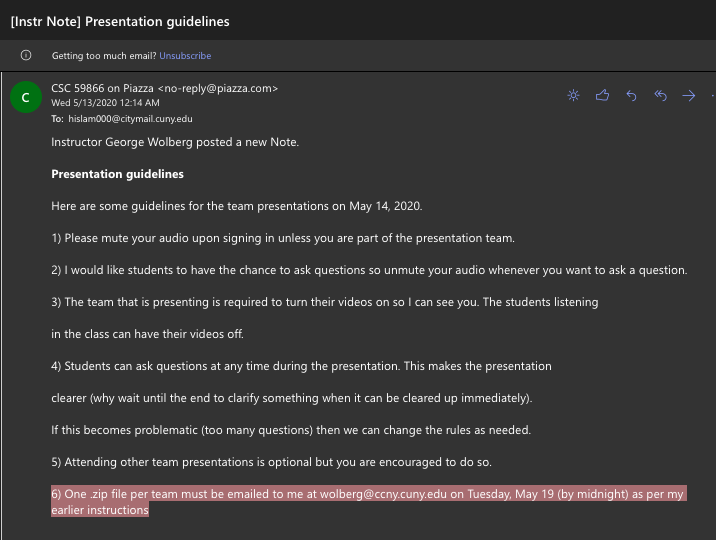 [Instr Note] Presentation guidelines
Getting too much email? Unsubscribe
C
CSC 59866 on Piazza <no-reply@piazza.com>
Wed 5/13/2020 12:14 AM
To: hislam000@citymail.cuny.edu
Instructor George Wolberg posted a new Note.
Presentation guidelines
Here are some guidelines for the team presentations on May 14, 2020.
1) Please mute your audio upon signing in unless you are part of the presentation team.
2) I would like students to have the chance to ask questions so unmute your audio whenever you want to ask a question.
3) The team that is presenting is required to turn their videos on so I can see you. The students listening
in the class can have their videos off.
4) Students can ask questions at any time during the presentation. This makes the presentation
clearer (why wait until the end to clarify something when it can be cleared up immediately).
If this becomes problematic (too many questions) then we can change the rules as needed.
5) Attending other team presentations is optional but you are encouraged to do so.
6) One .zip file per team must be emailed to me at wolberg@ccny.cuny.edu on Tuesday, May 19 (by midnight) as per my
earlier instructions